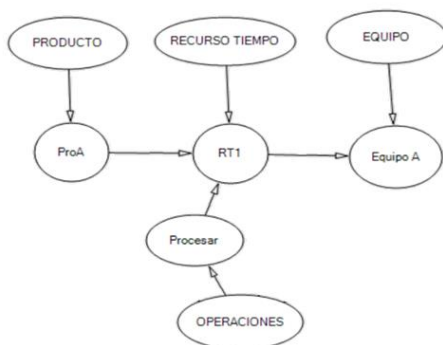 PRODUCTO
RECURSO TIEMPO
EQUIPO
ProA
RT1
Equipo A
Procesar
OPERACIONES